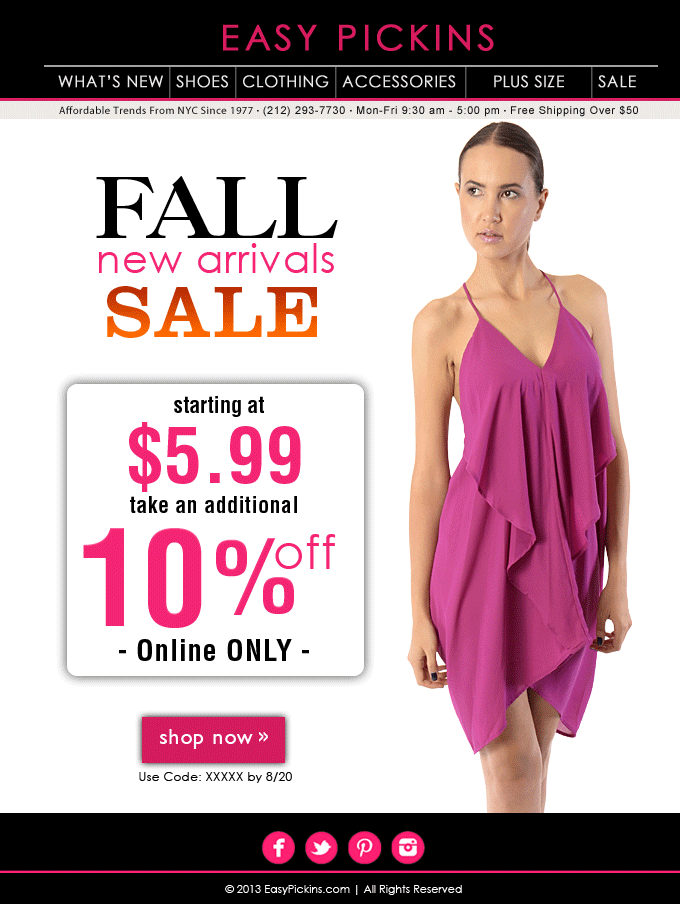 EASY PICKINS
WHAT'S NEW SHOES CLOTHING ACCESSORIES PLUS SIZE SALE
Affordable Trends From NYC Since 1977 · (212) 293-7730 · Mon-Fri 9:30 am - 5:00 pm · Free Shipping Over $50
FALL
new arrivals
SALE
starting at
$5.99
take an additional
10% off
- Online ONLY -
shop now »
Use Code: XXXXX by 8/20
© 2013 EasyPickins.com | All Rights Reserved